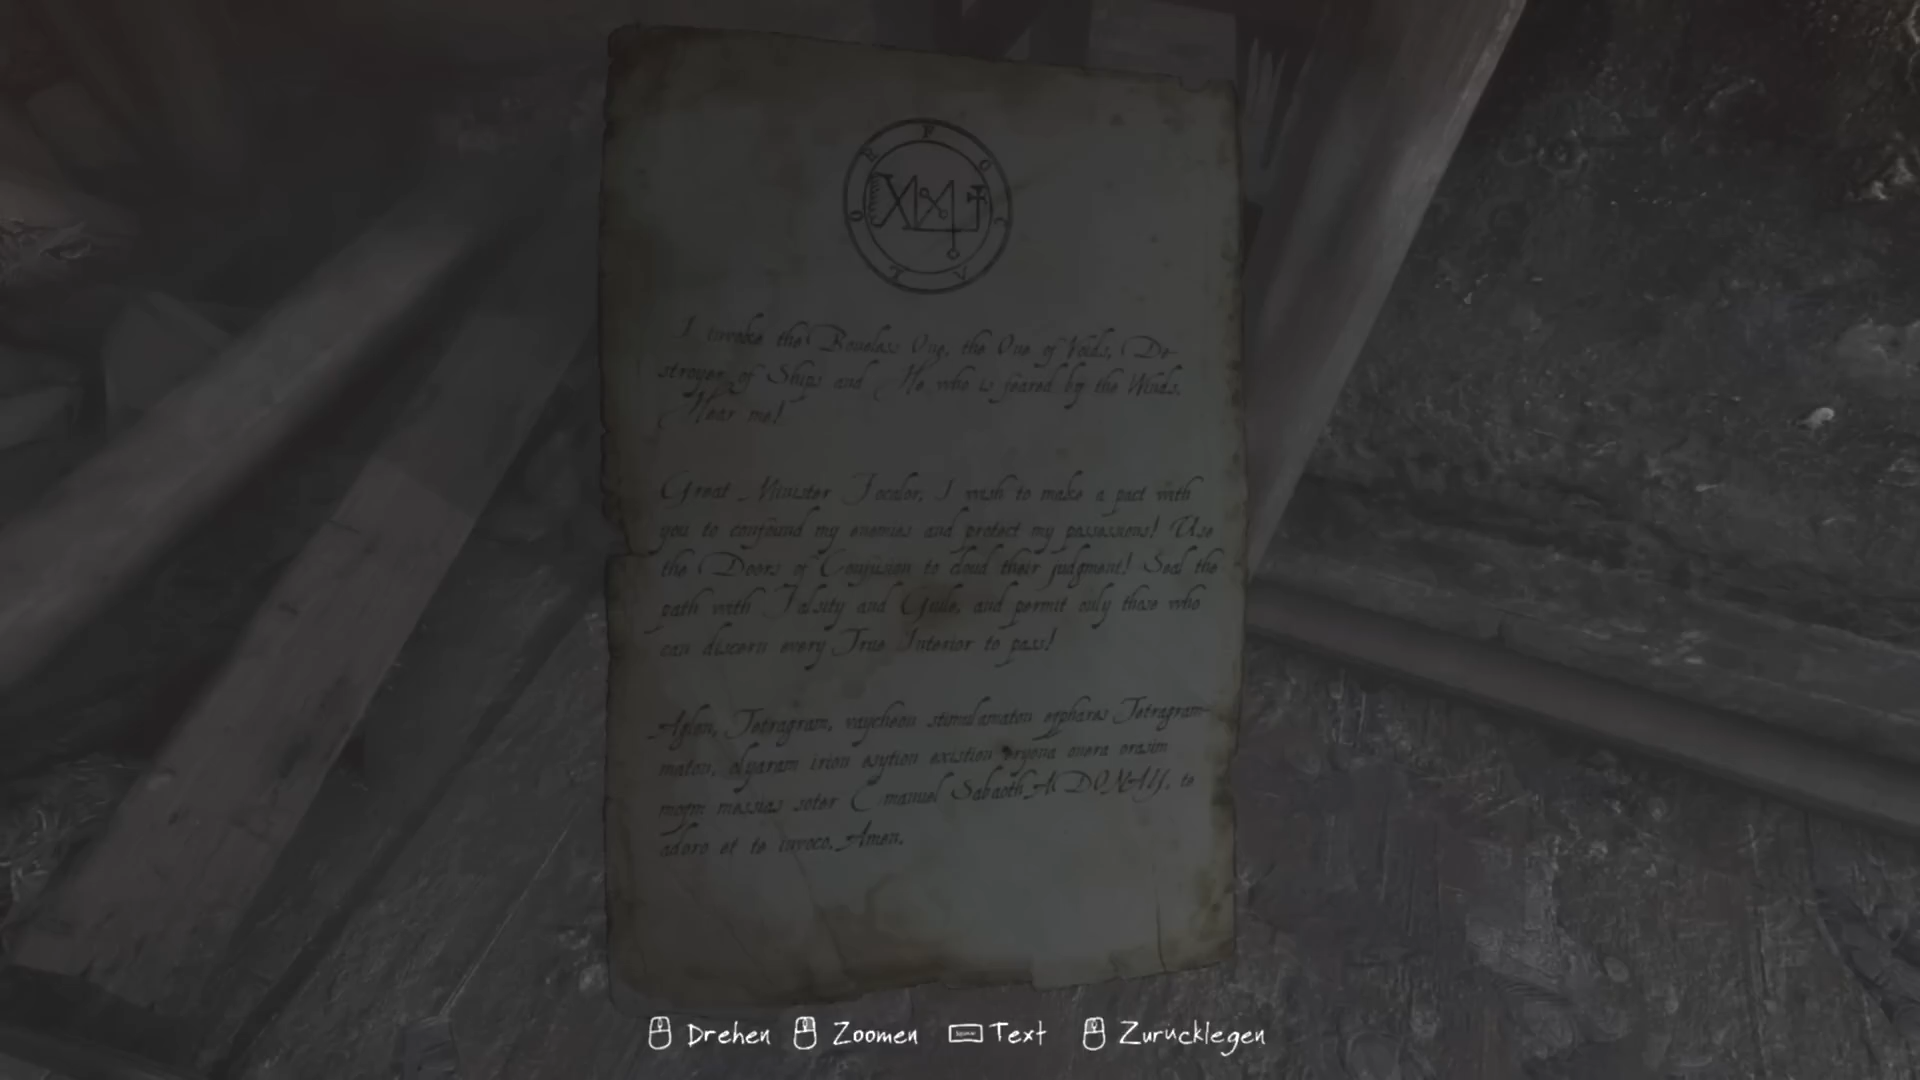 F O C A T O R
I invoke the Boneless One, the One of Voids, De-
stroyer of Ships and He who is feared by the Winds.
Hear me!
Great Minister Focalor, I wish to make a pact with
you to confound my enemies and protect my possessions! Use
the Doors of Confusion to cloud their judgment! Seal the
path with Falsity and Guile, and permit only those who
can discern every True Interior to pass!
Aglon, Tetragram, vaycheon stimulamaton erphares Tetragram-
maton, olyaram irion esytion existion eryona onera orasim
mozm messias soter Emanuel Sabaoth ADONAY, te
adoro et te invoco. Amen.
Drehen Zoomen Text Zurücklegen